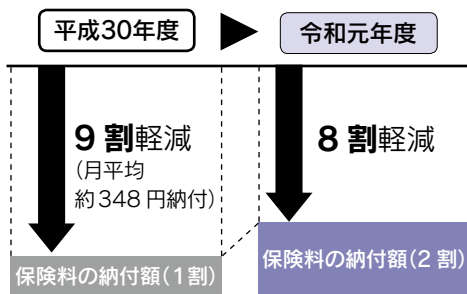 平成30年度
令和元年度
9割軽減
(月平均
約348円納付)
8割軽減
保険料の納付額(1割)
保険料の納付額(2割)